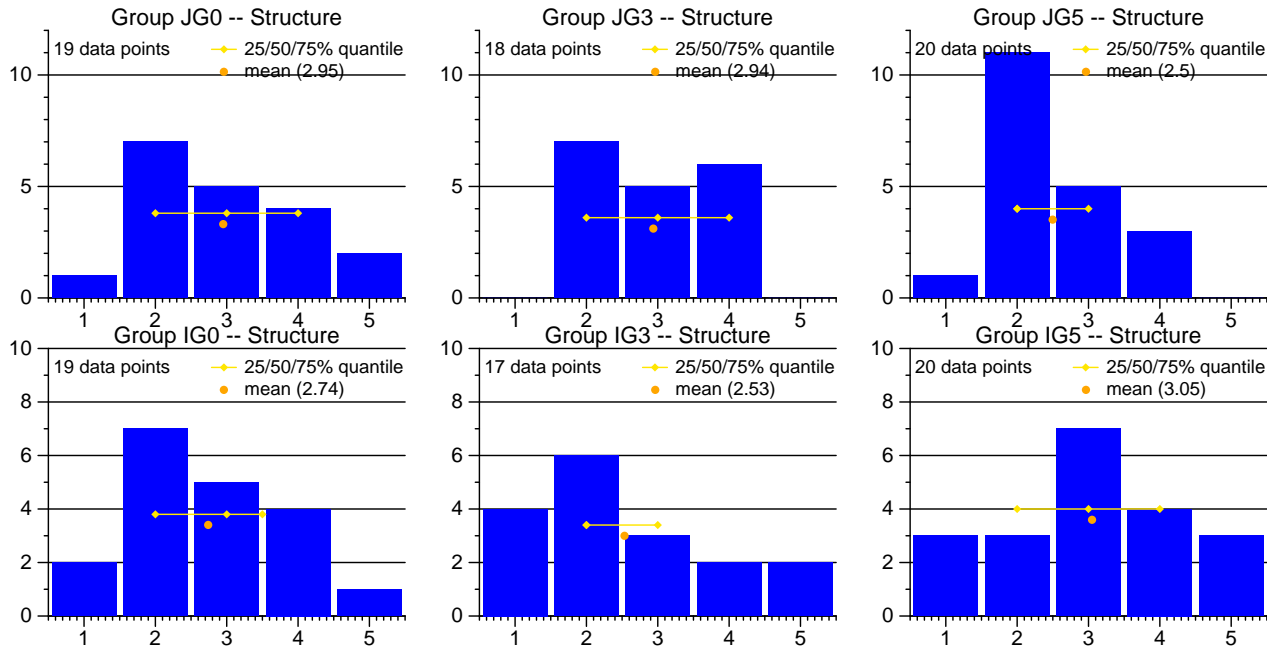 Group JG0 -- Structure
19 data points
25/50/75% quantile
mean (2.95)
10
5
0
1 2 3 4 5
Group JG3 -- Structure
18 data points
25/50/75% quantile
mean (2.94)
10
5
0
1 2 3 4 5
Group JG5 -- Structure
20 data points
25/50/75% quantile
mean (2.5)
10
5
0
1 2 3 4 5
Group IG0 -- Structure
19 data points
25/50/75% quantile
mean (2.74)
10
8
6
4
2
0
1 2 3 4 5
Group IG3 -- Structure
17 data points
25/50/75% quantile
mean (2.53)
10
8
6
4
2
0
1 2 3 4 5
Group IG5 -- Structure
20 data points
25/50/75% quantile
mean (3.05)
10
8
6
4
2
0
1 2 3 4 5